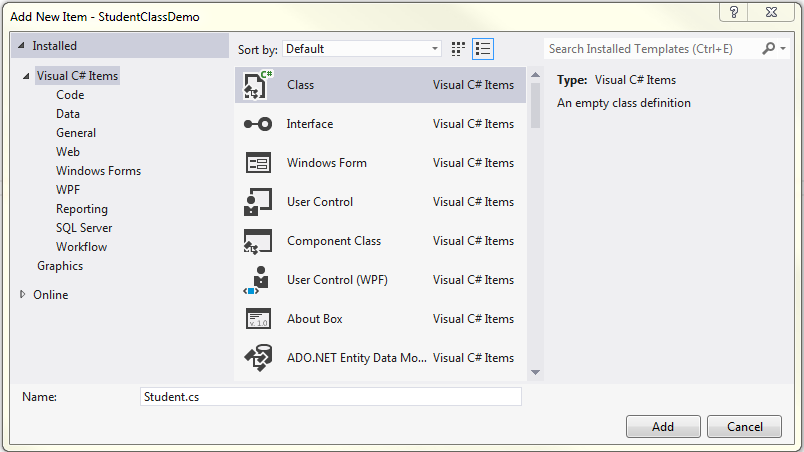 Add New Item - StudentClassDemo
Installed
Sort by: Default
Search Installed Templates (Ctrl+E)
Visual C# Items
Code
Data
General
Web
Windows Forms
WPF
Reporting
SQL Server
Workflow
Graphics
Online
C#
Class Visual C# Items
Interface Visual C# Items
Windows Form Visual C# Items
User Control Visual C# Items
Component Class Visual C# Items
User Control (WPF) Visual C# Items
v. 1.0
About Box Visual C# Items
ADO.NET Entity Data Mo... Visual C# Items
Type: Visual C# Items
An empty class definition
Name: Student.cs
Add Cancel